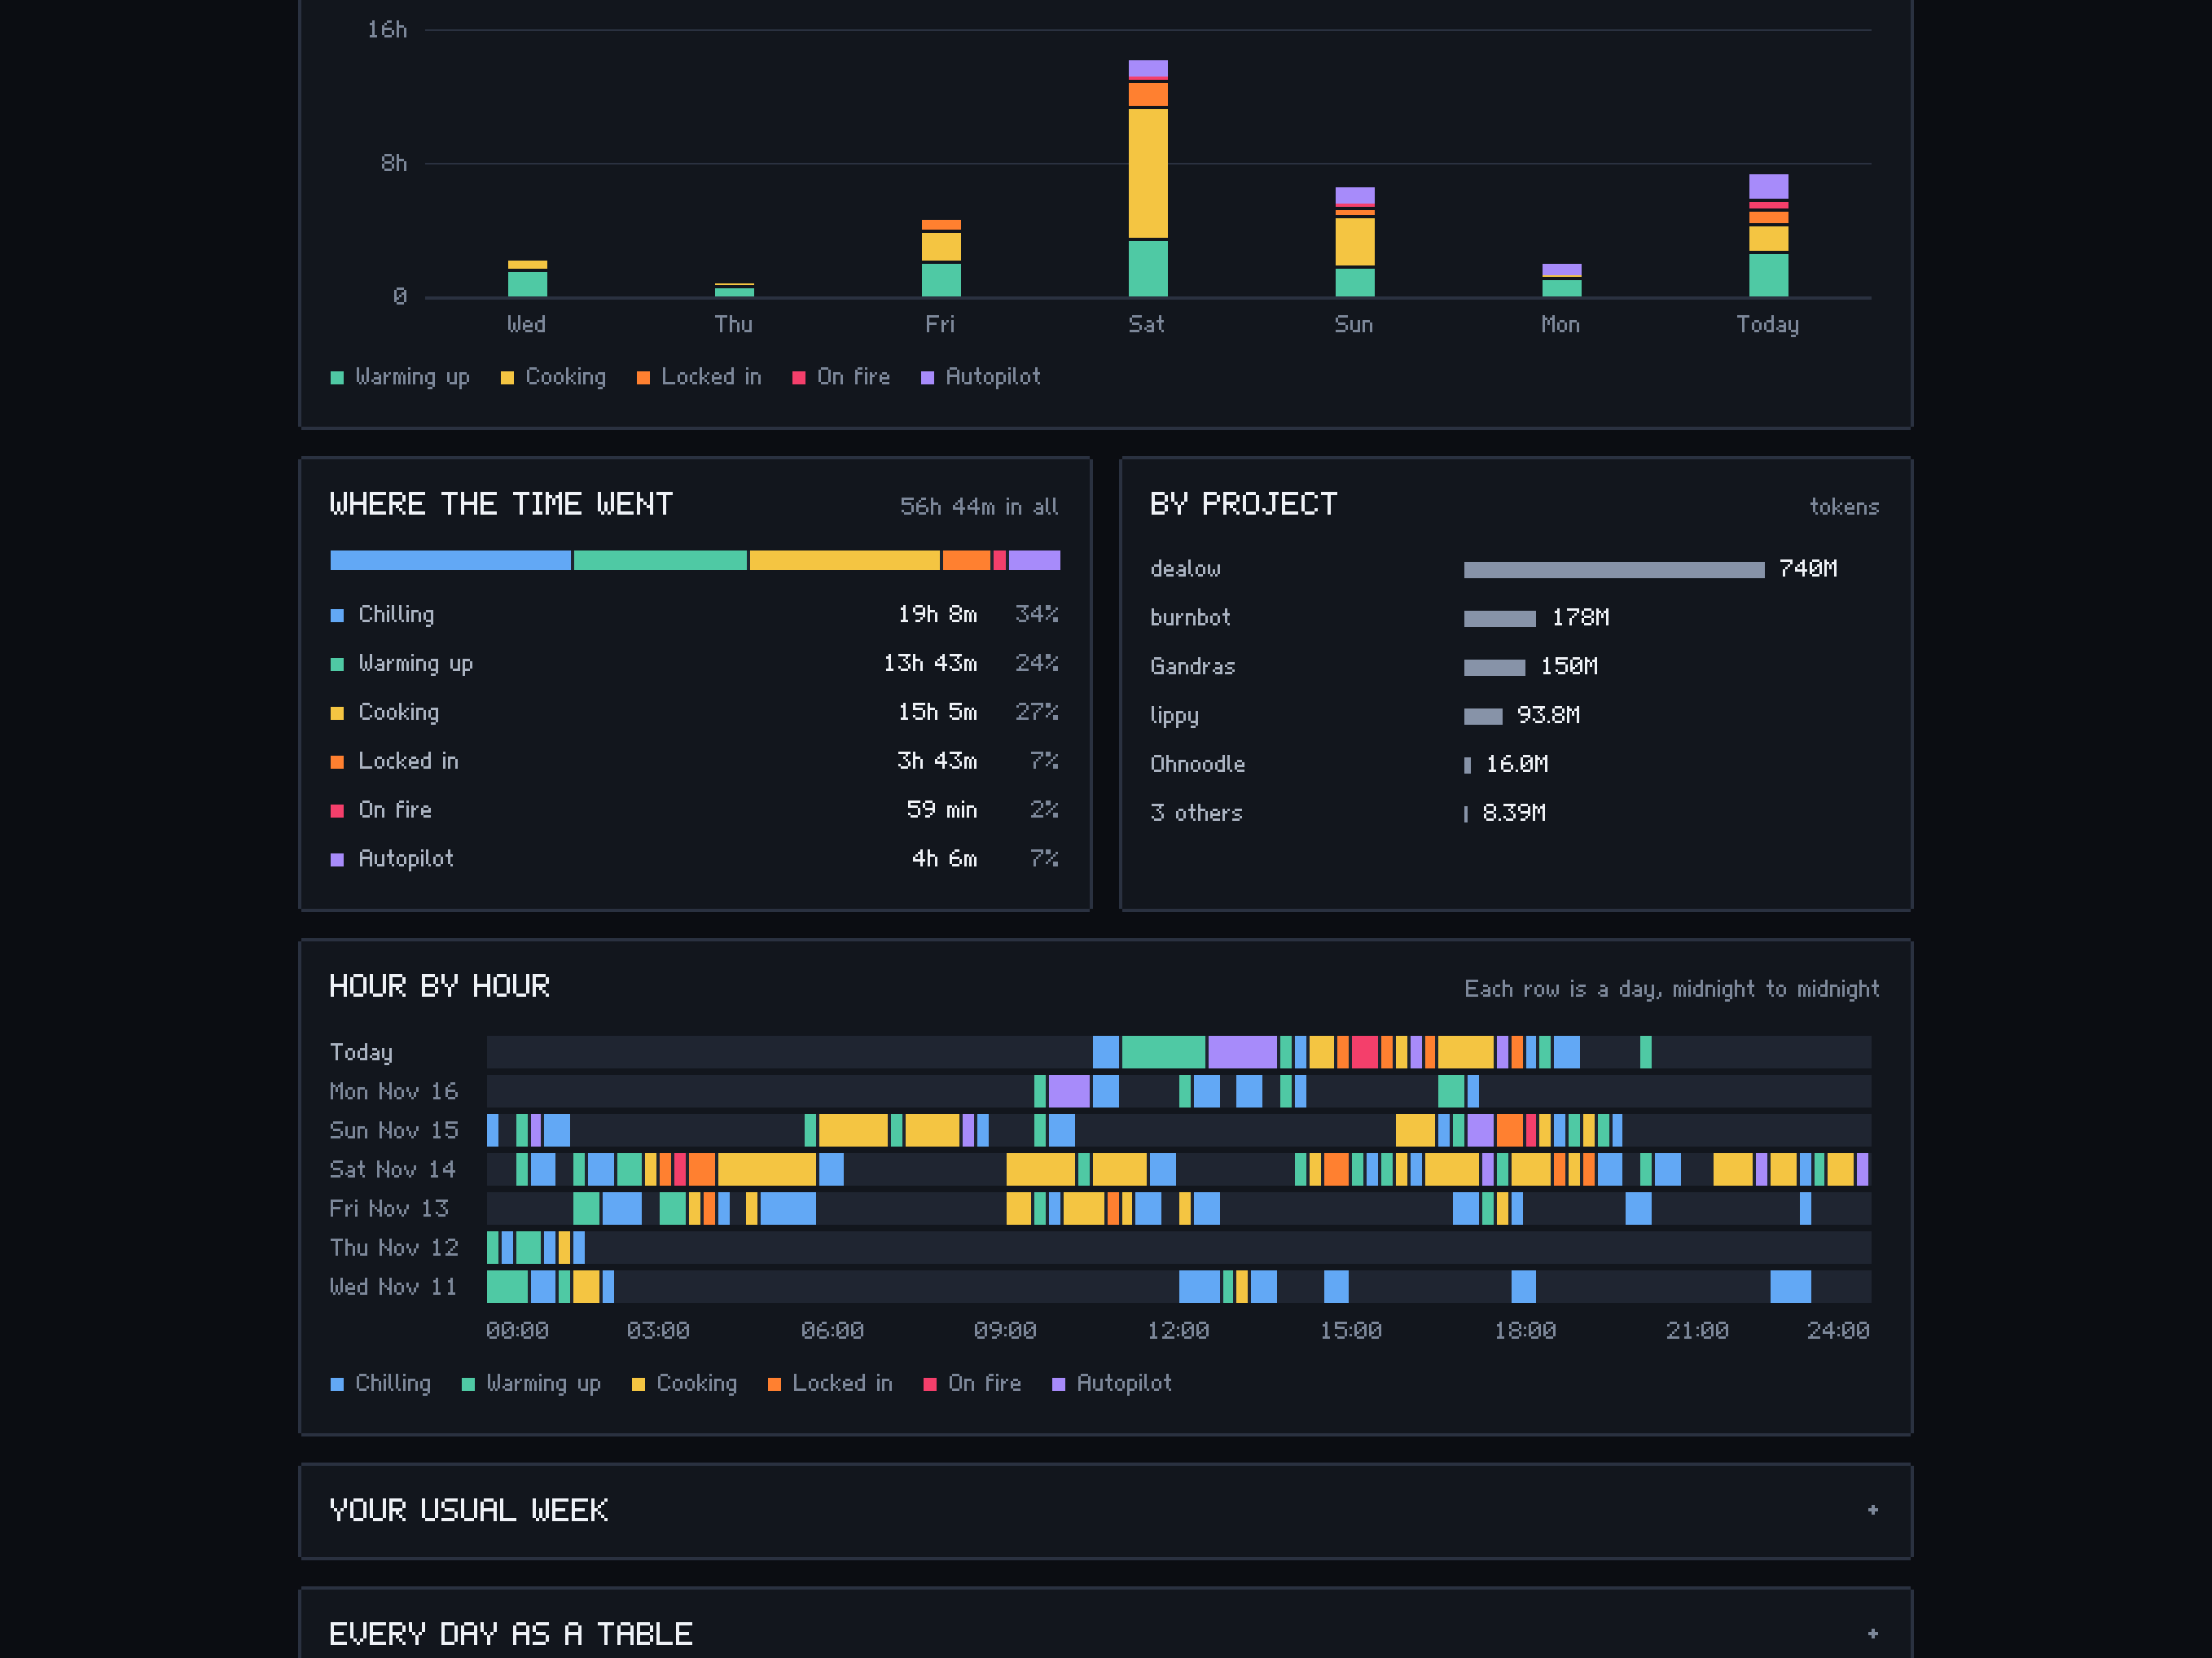 16h
8h
0
Wed Thu Fri Sat Sun Mon Today
Warming up Cooking Locked in On fire Autopilot
WHERE THE TIME WENT 56h 44m in all
Chilling 19h 8m 34%
Warming up 13h 43m 24%
Cooking 15h 5m 27%
Locked in 3h 43m 7%
On fire 59 min 2%
Autopilot 4h 6m 7%
BY PROJECT tokens
dealow 740M
burnbot 178M
Gandras 150M
lippy 93.8M
Ohnoodle 16.0M
3 others 8.39M
HOUR BY HOUR Each row is a day, midnight to midnight
Today
Mon Nov 16
Sun Nov 15
Sat Nov 14
Fri Nov 13
Thu Nov 12
Wed Nov 11
00:00 03:00 06:00 09:00 12:00 15:00 18:00 21:00 24:00
Chilling Warming up Cooking Locked in On fire Autopilot
YOUR USUAL WEEK +
EVERY DAY AS A TABLE +